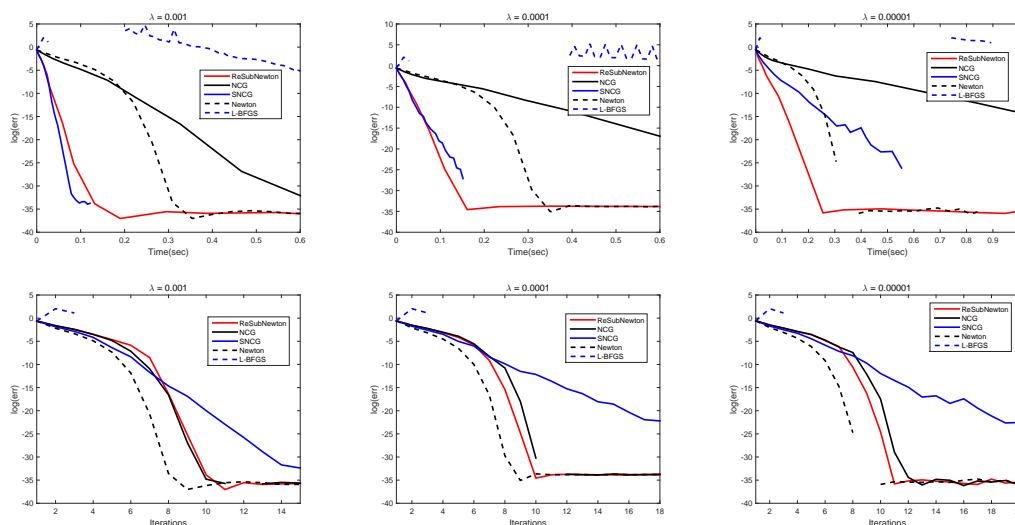 λ = 0.001
5
0
-5
-10
-15
-20
-25
-30
-35
-40
0 0.1 0.2 0.3 0.4 0.5 0.6
log(err)
Time(sec)
ReSubNewton
NCG
SNCG
Newton
L-BFGS
λ = 0.0001
10
5
0
-5
-10
-15
-20
-25
-30
-35
-40
0 0.1 0.2 0.3 0.4 0.5 0.6
log(err)
Time(sec)
ReSubNewton
NCG
SNCG
Newton
L-BFGS
λ = 0.00001
5
0
-5
-10
-15
-20
-25
-30
-35
-40
0 0.1 0.2 0.3 0.4 0.5 0.6 0.7 0.8 0.9
log(err)
Time(sec)
ReSubNewton
NCG
SNCG
Newton
L-BFGS
λ = 0.001
5
0
-5
-10
-15
-20
-25
-30
-35
-40
2 4 6 8 10 12 14
log(err)
Iterations
ReSubNewton
NCG
SNCG
Newton
L-BFGS
λ = 0.0001
5
0
-5
-10
-15
-20
-25
-30
-35
-40
2 4 6 8 10 12 14 16 18
log(err)
Iterations
ReSubNewton
NCG
SNCG
Newton
L-BFGS
λ = 0.00001
5
0
-5
-10
-15
-20
-25
-30
-35
-40
2 4 6 8 10 12 14 16 18
log(err)
Iterations
ReSubNewton
NCG
SNCG
Newton
L-BFGS